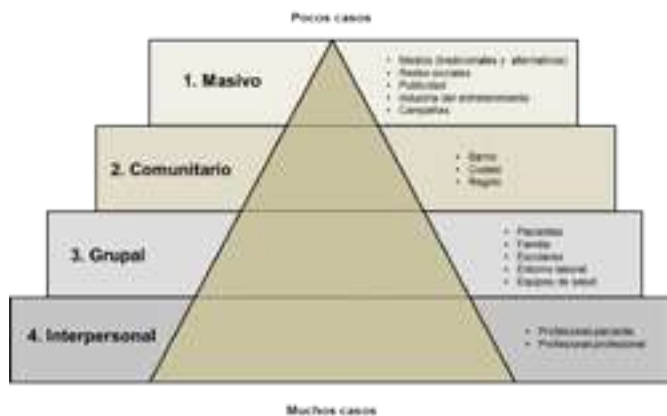 Pocos casos
1. Masivo
• Medios (tradicionales y alternativos)
• Redes sociales
• Publicidad
• Industria del entretenimiento
• Campañas
2. Comunitario
• Barrio
• Ciudad
• Región
3. Grupal
• Pacientes
• Familia
• Escolares
• Entorno laboral
• Equipos de salud
4. Interpersonal
• Profesional-paciente
• Profesional-profesional
Muchos casos